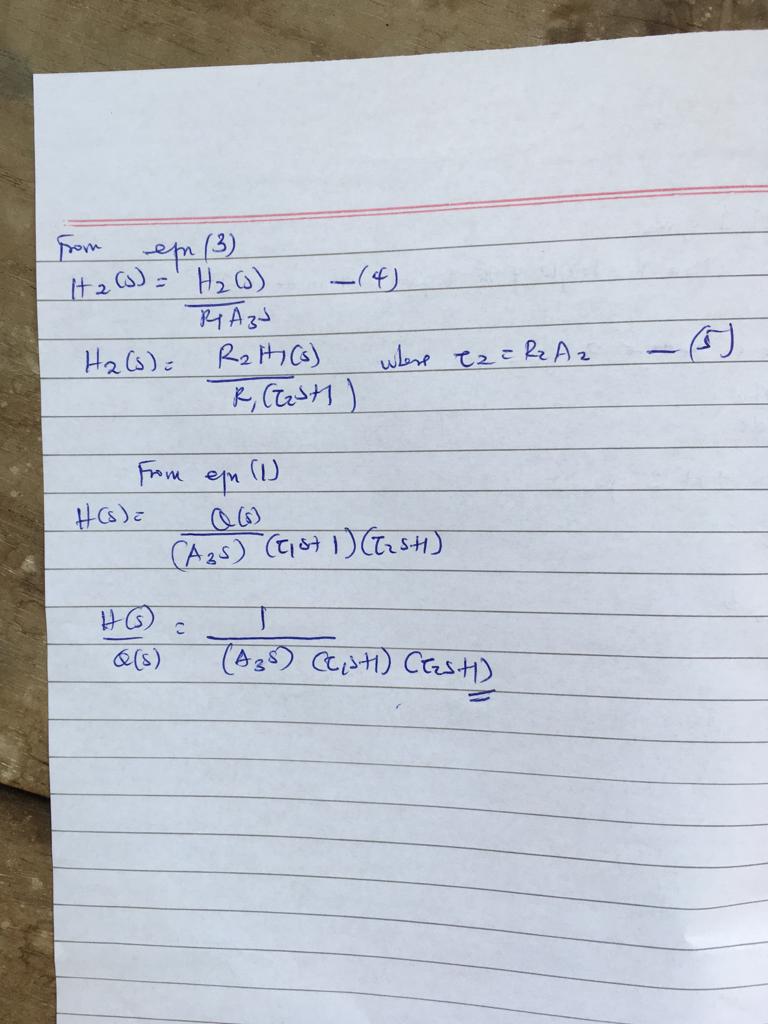 From eqn (3)
H2(s) = H2(s) —(4)
R1A3s
H2(s) = R2H1(s) where τ2 = R2A2 —(5)
R1(τ2s+1)
From eqn (1)
H(s) = Q(s)
(A3s) (τ1s+1)(τ2s+1)
H(s) = 1
Q(s) (A3s) (τ1s+1) (τ2s+1)